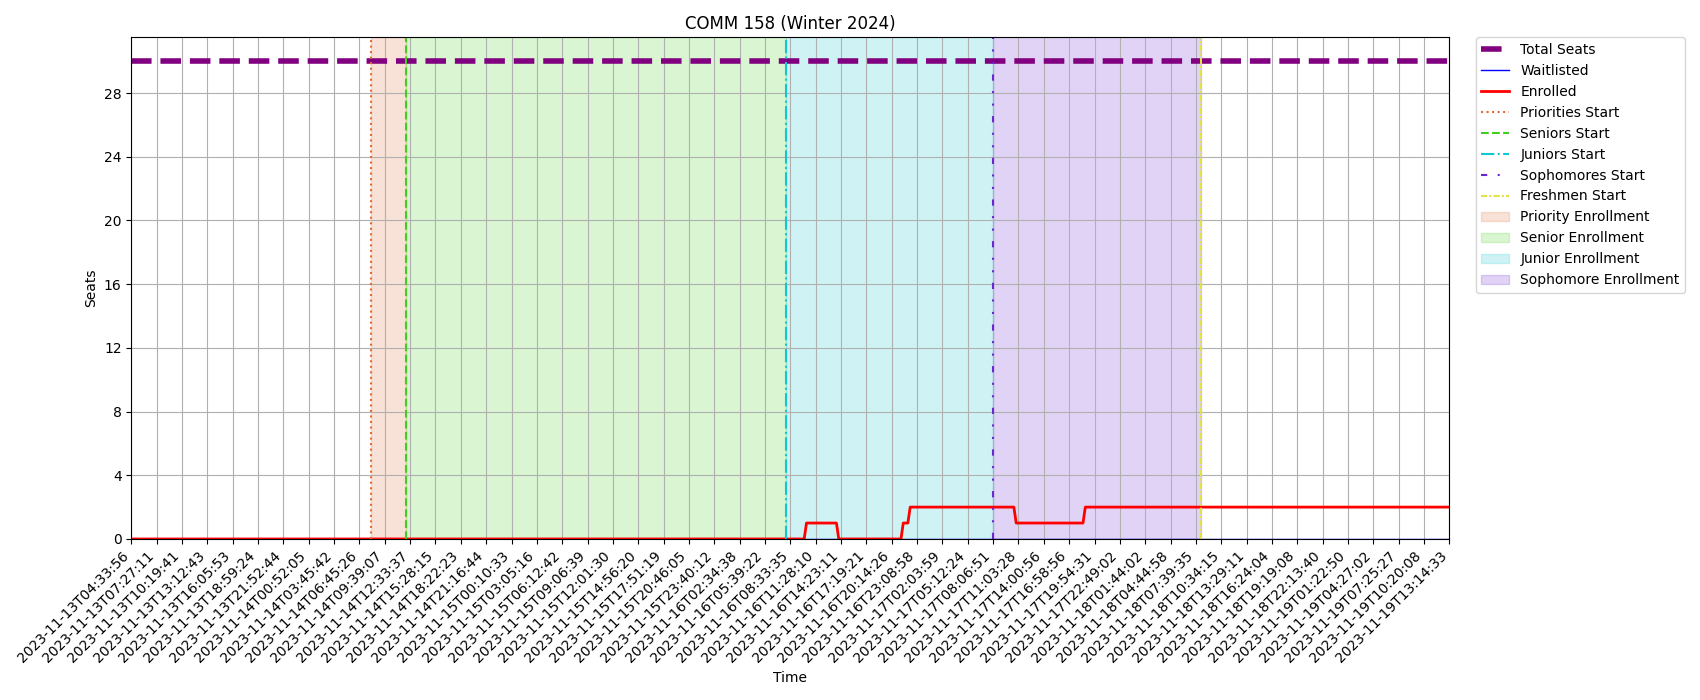 COMM 158 (Winter 2024)
Seats
28
24
20
16
12
8
4
0
2023-11-13T04:33:56
2023-11-13T07:27:11
2023-11-13T10:19:41
2023-11-13T13:12:43
2023-11-13T16:05:53
2023-11-13T18:59:24
2023-11-13T21:52:44
2023-11-14T00:52:05
2023-11-14T03:45:42
2023-11-14T06:45:26
2023-11-14T09:39:07
2023-11-14T12:33:37
2023-11-14T15:28:15
2023-11-14T18:22:23
2023-11-14T21:16:44
2023-11-15T00:10:33
2023-11-15T03:05:16
2023-11-15T06:12:42
2023-11-15T09:06:39
2023-11-15T12:01:30
2023-11-15T14:56:20
2023-11-15T17:51:19
2023-11-15T20:46:05
2023-11-15T23:40:12
2023-11-16T02:34:38
2023-11-16T05:39:22
2023-11-16T08:33:35
2023-11-16T11:28:10
2023-11-16T14:23:11
2023-11-16T17:19:21
2023-11-16T20:14:26
2023-11-16T23:08:58
2023-11-17T02:03:59
2023-11-17T05:12:24
2023-11-17T08:06:51
2023-11-17T11:03:28
2023-11-17T14:00:56
2023-11-17T16:58:56
2023-11-17T19:54:31
2023-11-17T22:49:02
2023-11-18T01:44:02
2023-11-18T04:44:58
2023-11-18T07:39:35
2023-11-18T10:34:15
2023-11-18T13:29:11
2023-11-18T16:24:04
2023-11-18T19:19:08
2023-11-18T22:13:40
2023-11-19T01:22:50
2023-11-19T04:27:02
2023-11-19T07:25:27
2023-11-19T10:20:08
2023-11-19T13:14:33
Time
Total Seats
Waitlisted
Enrolled
Priorities Start
Seniors Start
Juniors Start
Sophomores Start
Freshmen Start
Priority Enrollment
Senior Enrollment
Junior Enrollment
Sophomore Enrollment